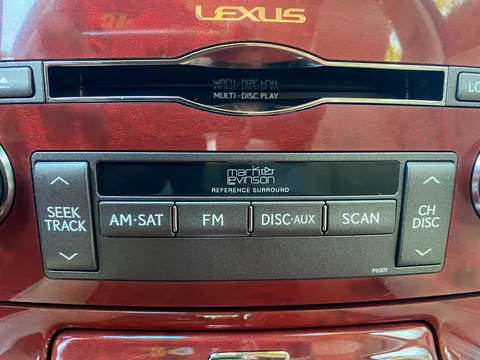 LEXUS
MULTI-DISC PLAY
LO
mark
levinson
REFERENCE SURROUND
SEEK
TRACK
AM·SAT
FM
DISC·AUX
SCAN
CH
DISC
P6501